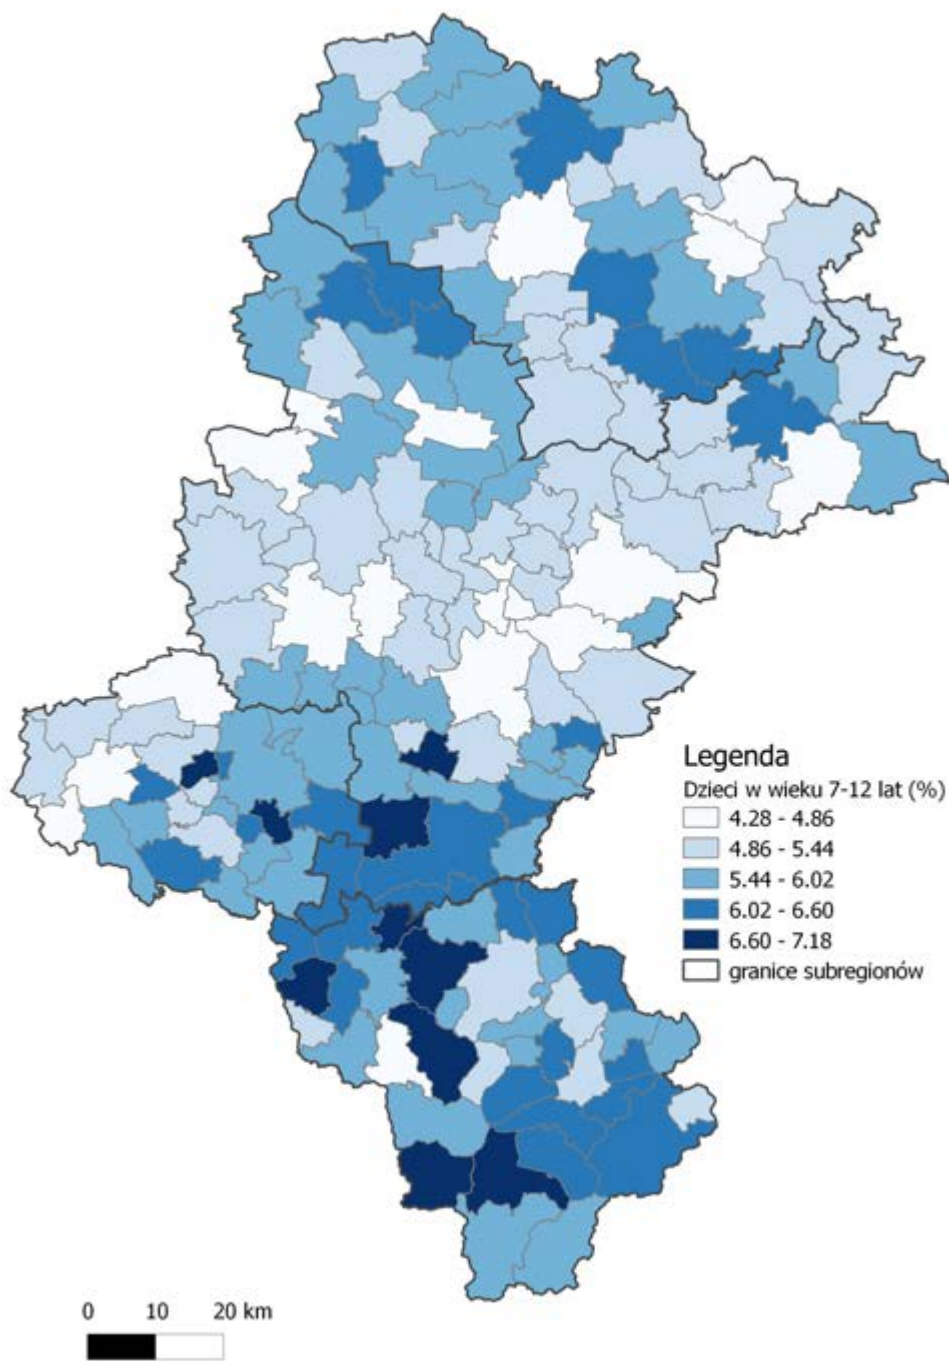 Legenda
Dzieci w wieku 7-12 lat (%)
4.28 - 4.86
4.86 - 5.44
5.44 - 6.02
6.02 - 6.60
6.60 - 7.18
granice subregionów
0 10 20 km